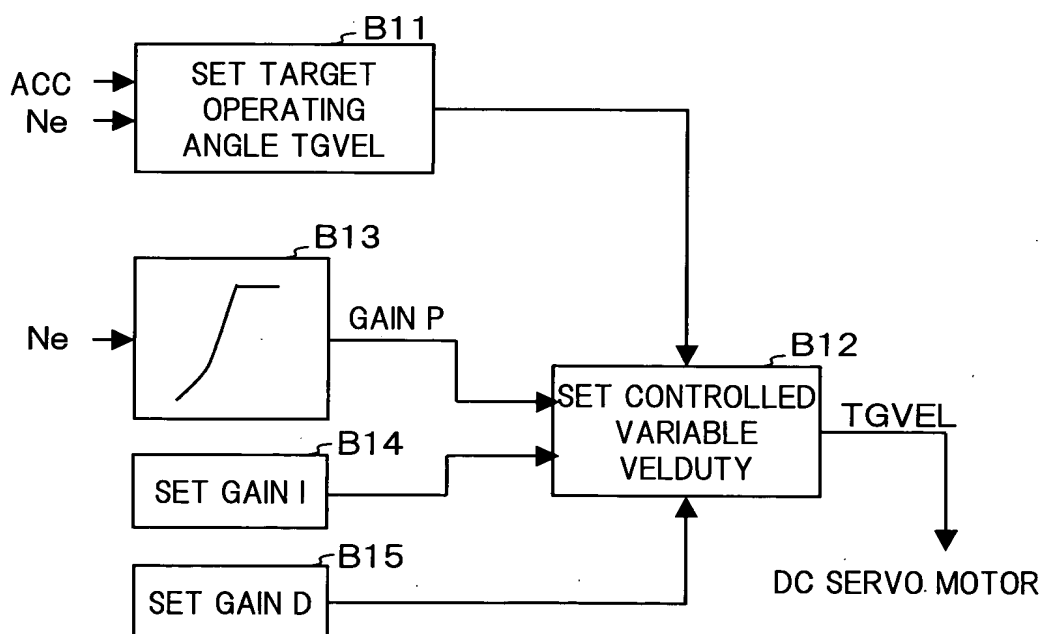 B11
ACC
Ne
SET TARGET
OPERATING
ANGLE TGVEL
B13
Ne
GAIN P
B12
SET CONTROLLED
VARIABLE
VELDUTY
TGVEL
B14
SET GAIN I
B15
SET GAIN D
DC SERVO. MOTOR